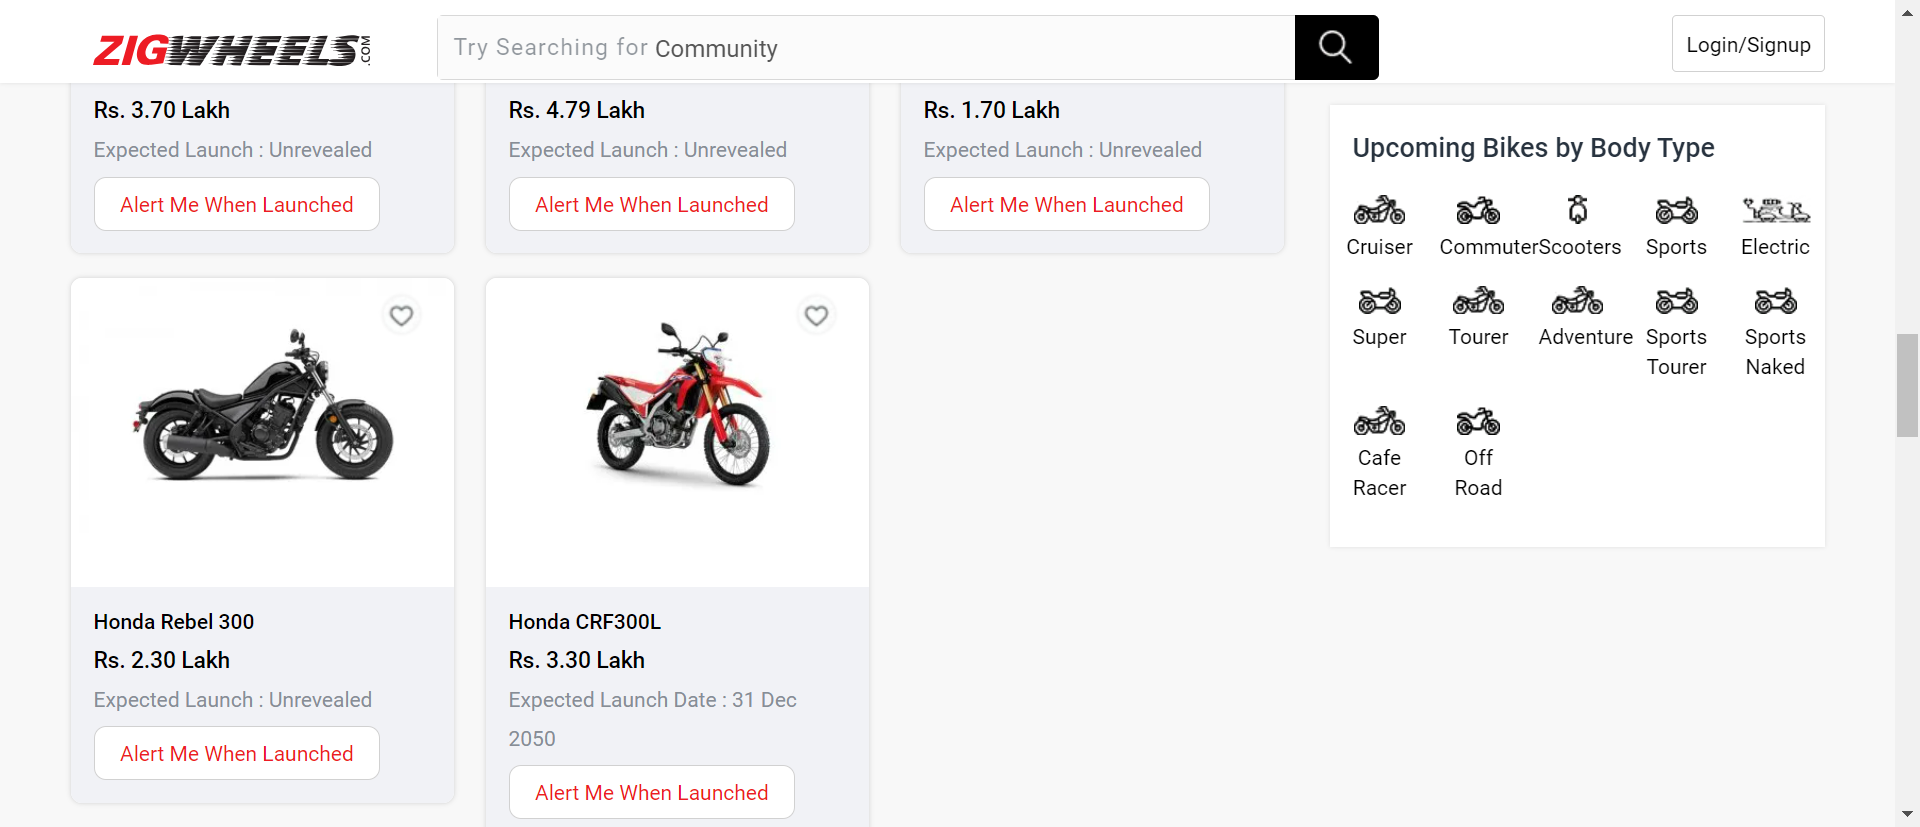 ZIGWHEELS.COM
Try Searching for Community
Login/Signup
Rs. 3.70 Lakh
Expected Launch : Unrevealed
Alert Me When Launched
Rs. 4.79 Lakh
Expected Launch : Unrevealed
Alert Me When Launched
Rs. 1.70 Lakh
Expected Launch : Unrevealed
Alert Me When Launched
Honda Rebel 300
Rs. 2.30 Lakh
Expected Launch : Unrevealed
Alert Me When Launched
Honda CRF300L
Rs. 3.30 Lakh
Expected Launch Date : 31 Dec
2050
Alert Me When Launched
Upcoming Bikes by Body Type
Cruiser
Commuter
Scooters
Sports
Electric
Super
Tourer
Adventure
Sports
Tourer
Sports
Naked
Cafe
Racer
Off
Road